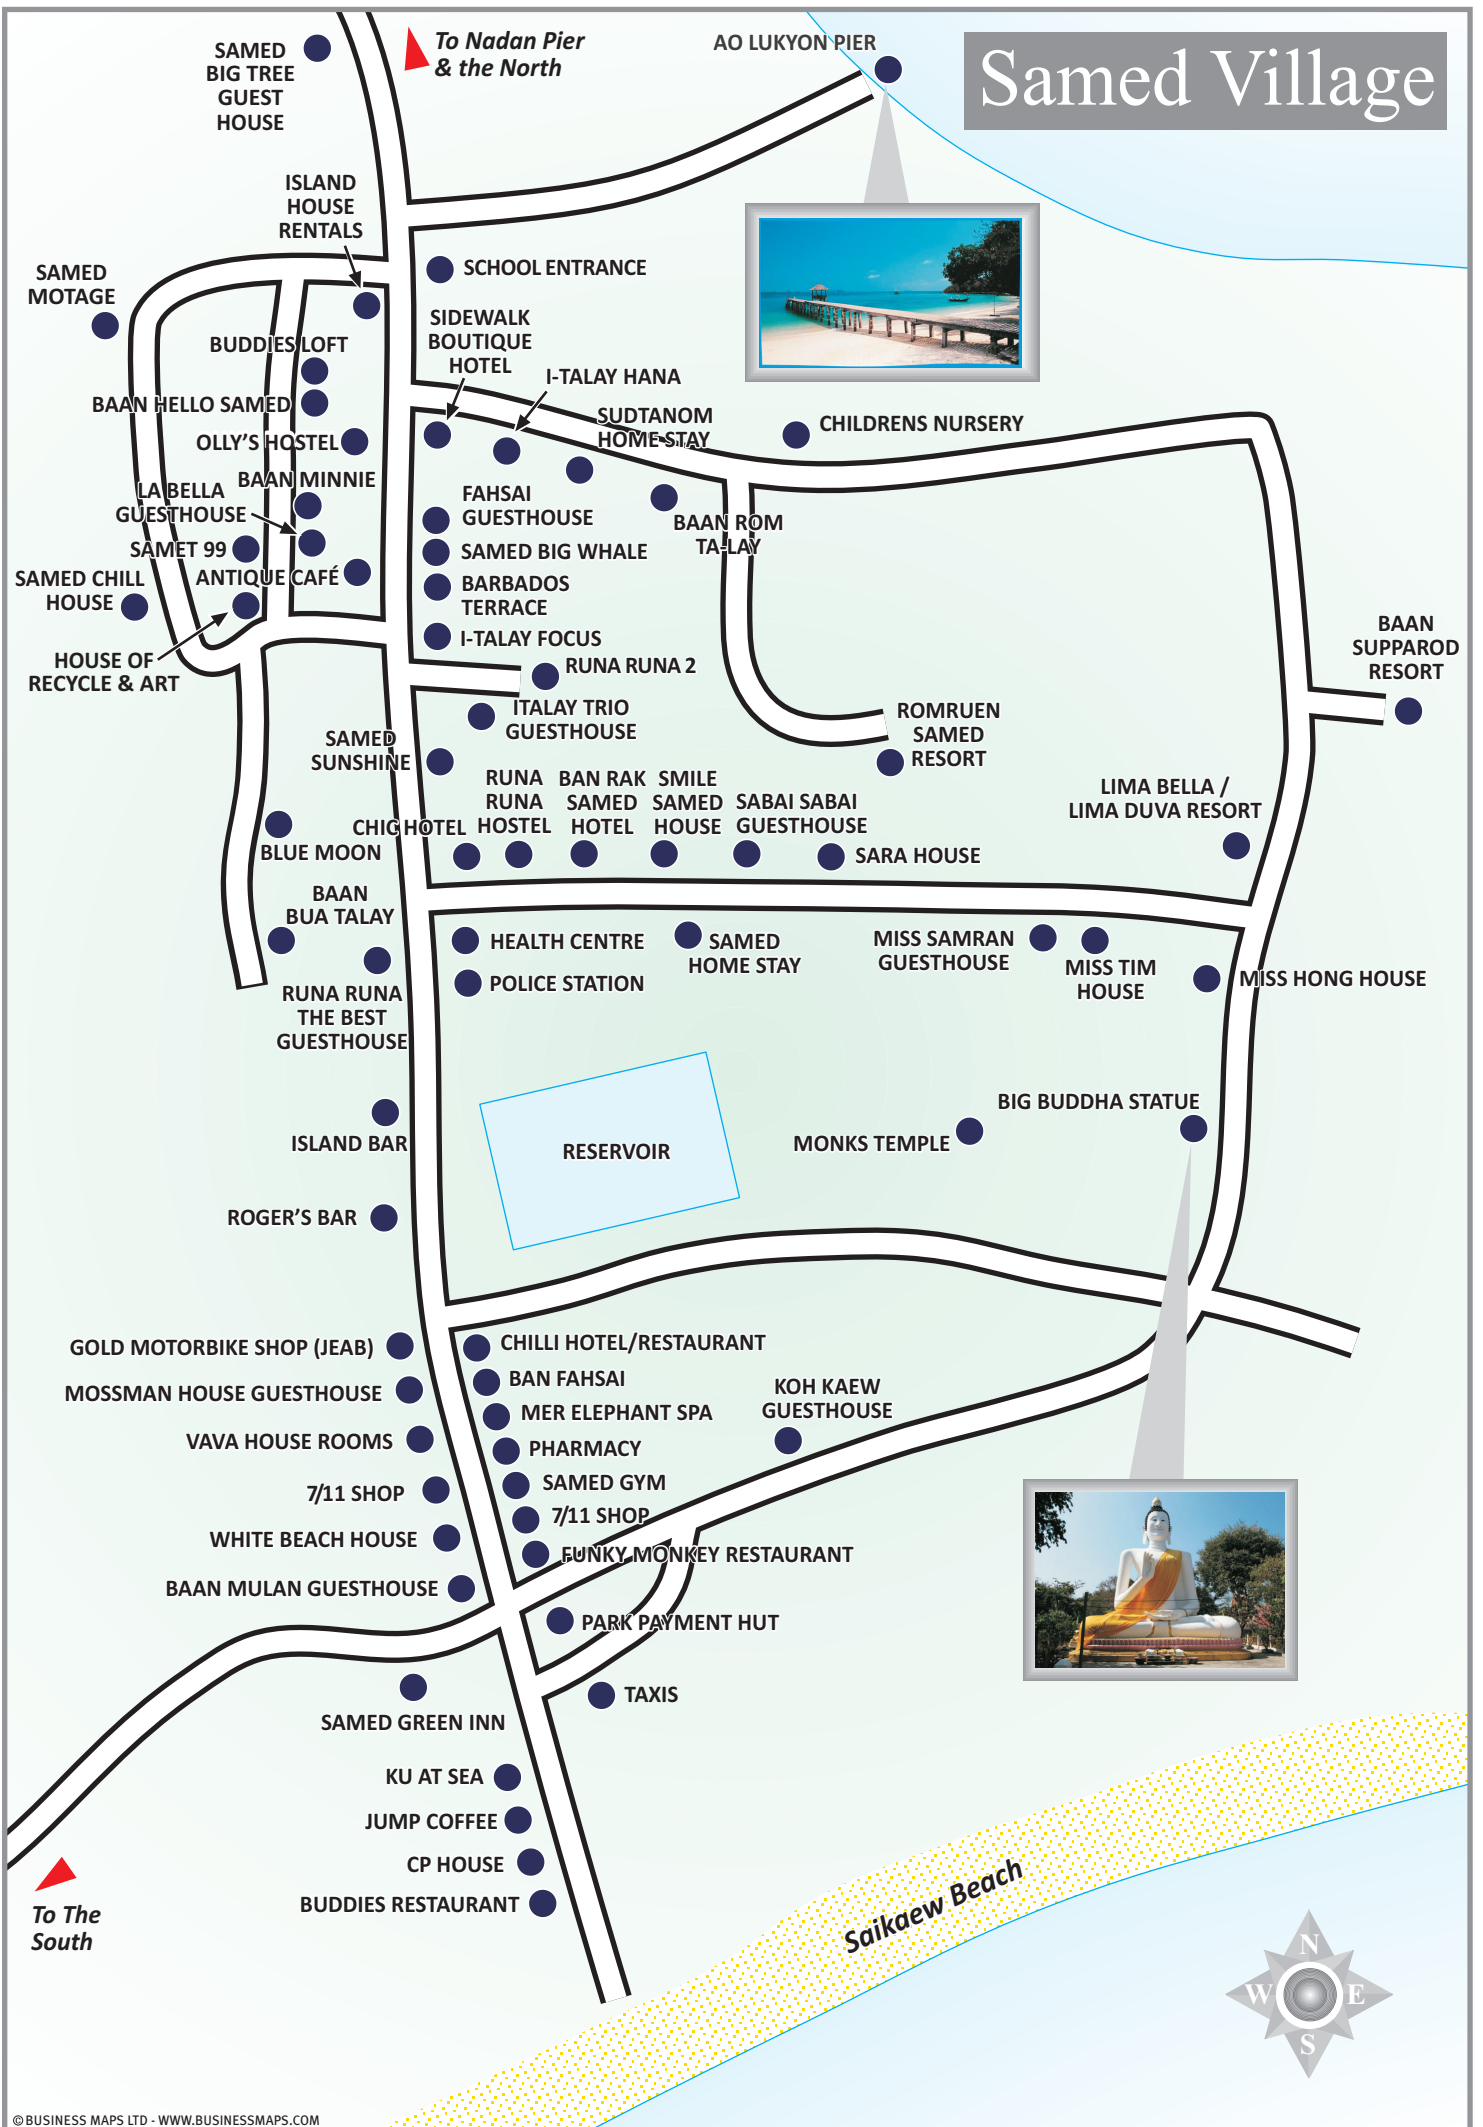 Samed Village
To Nadan Pier
& the North
AO LUKYON PIER
SAMED
BIG TREE
GUEST
HOUSE
ISLAND
HOUSE
RENTALS
SCHOOL ENTRANCE
SAMED
MOTAGE
SIDEWALK
BOUTIQUE
HOTEL
BUDDIES LOFT
I-TALAY HANA
BAAN HELLO SAMED
SUDTANOM
HOME STAY
CHILDRENS NURSERY
OLLY'S HOSTEL
BAAN MINNIE
LA BELLA
GUESTHOUSE
FAHSAI
GUESTHOUSE
BAAN ROM
TA-LAY
SAMET 99
SAMED BIG WHALE
SAMED CHILL
HOUSE
ANTIQUE CAFÉ
BARBADOS
TERRACE
I-TALAY FOCUS
HOUSE OF
RECYCLE & ART
RUNA RUNA 2
BAAN
SUPPAROD
RESORT
ITALAY TRIO
GUESTHOUSE
ROMRUEN
SAMED
RESORT
SAMED
SUNSHINE
RUNA
RUNA
HOSTEL
BAN RAK
SAMED
HOTEL
SMILE
SAMED
HOUSE
SABAI SABAI
GUESTHOUSE
LIMA BELLA /
LIMA DUVA RESORT
CHIC HOTEL
BLUE MOON
SARA HOUSE
BAAN
BUA TALAY
HEALTH CENTRE
SAMED
HOME STAY
MISS SAMRAN
GUESTHOUSE
MISS TIM
HOUSE
MISS HONG HOUSE
POLICE STATION
RUNA RUNA
THE BEST
GUESTHOUSE
BIG BUDDHA STATUE
ISLAND BAR
RESERVOIR
MONKS TEMPLE
ROGER'S BAR
GOLD MOTORBIKE SHOP (JEAB)
CHILLI HOTEL/RESTAURANT
MOSSMAN HOUSE GUESTHOUSE
BAN FAHSAI
KOH KAEW
GUESTHOUSE
MER ELEPHANT SPA
VAVA HOUSE ROOMS
PHARMACY
7/11 SHOP
SAMED GYM
7/11 SHOP
WHITE BEACH HOUSE
FUNKY MONKEY RESTAURANT
BAAN MULAN GUESTHOUSE
PARK PAYMENT HUT
TAXIS
SAMED GREEN INN
KU AT SEA
JUMP COFFEE
CP HOUSE
BUDDIES RESTAURANT
To The
South
Saikaew Beach
N
W E
S
© BUSINESS MAPS LTD - WWW.BUSINESSMAPS.COM